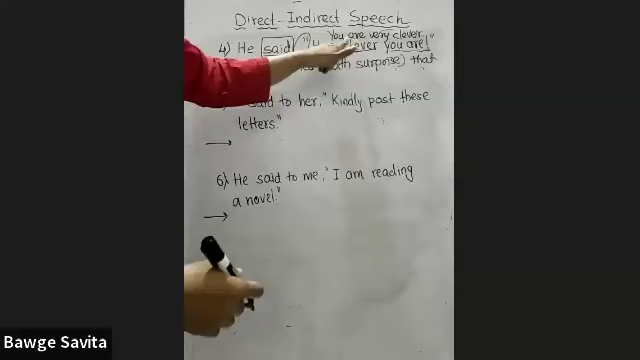 Direct-Indirect Speech
You are very clever
4) He said "H clever you are!"
with surprise) that
said to her, "Kindly post these
letters."
→
6) He said to me, "I am reading
a novel."
→
Bawge Savita